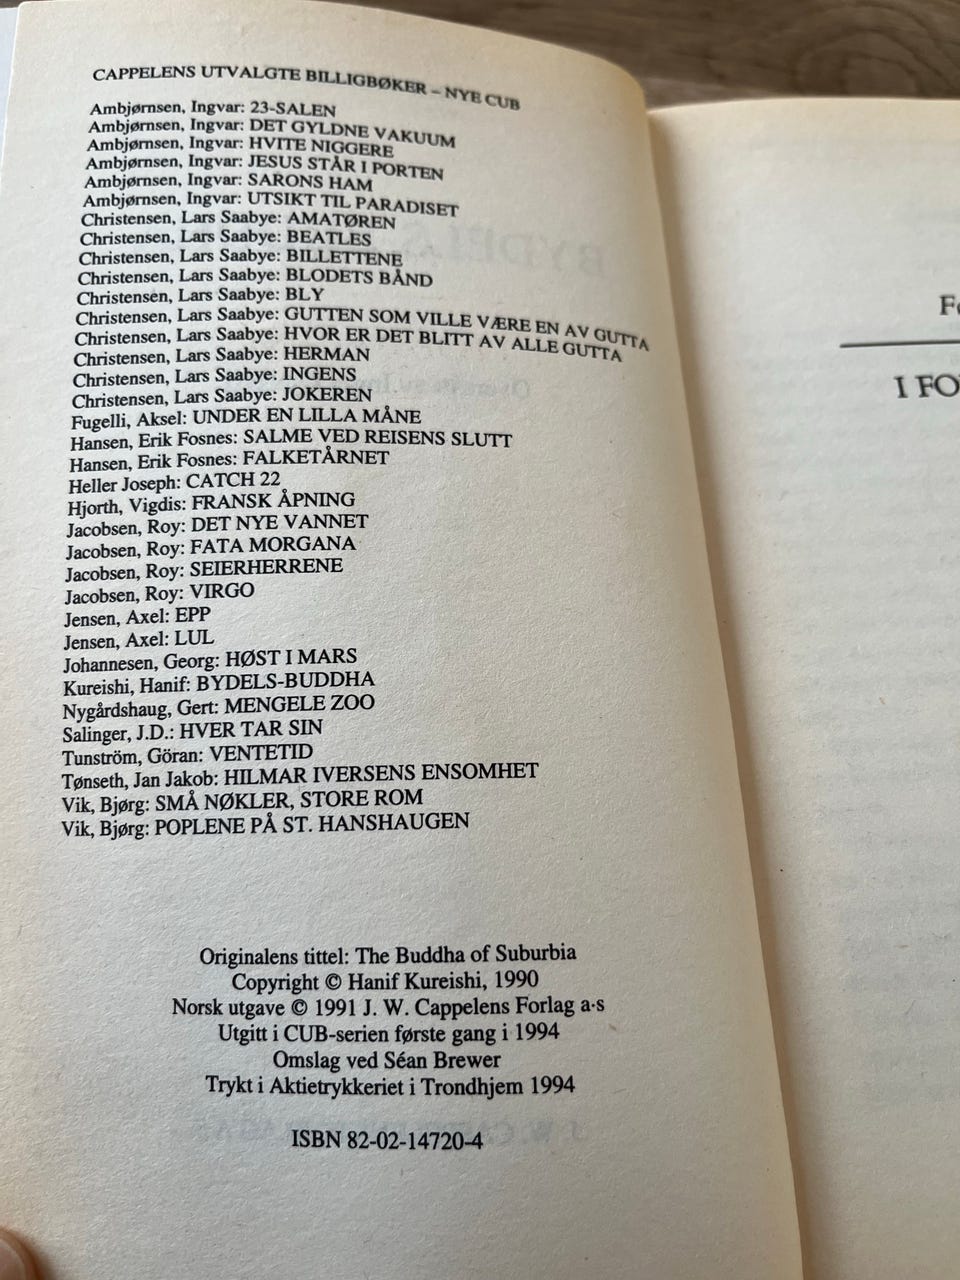 CAPPELENS UTVALGTE BILLIGBØKER – NYE CUB
Ambjørnsen, Ingvar: 23-SALEN
Ambjørnsen, Ingvar: DET GYLDNE VAKUUM
Ambjørnsen, Ingvar: HVITE NIGGERE
Ambjørnsen, Ingvar: JESUS STÅR I PORTEN
Ambjørnsen, Ingvar: SARONS HAM
Ambjørnsen, Ingvar: UTSIKT TIL PARADISET
Christensen, Lars Saabye: AMATØREN
Christensen, Lars Saabye: BEATLES
Christensen, Lars Saabye: BILLETTENE
Christensen, Lars Saabye: BLODETS BÅND
Christensen, Lars Saabye: BLY
Christensen, Lars Saabye: GUTTEN SOM VILLE VÆRE EN AV GUTTA
Christensen, Lars Saabye: HVOR ER DET BLITT AV ALLE GUTTA
Christensen, Lars Saabye: HERMAN
Christensen, Lars Saabye: INGENS
Christensen, Lars Saabye: JOKEREN
Fugelli, Aksel: UNDER EN LILLA MÅNE
Hansen, Erik Fosnes: SALME VED REISENS SLUTT
Hansen, Erik Fosnes: FALKETÅRNET
Heller Joseph: CATCH 22
Hjorth, Vigdis: FRANSK ÅPNING
Jacobsen, Roy: DET NYE VANNET
Jacobsen, Roy: FATA MORGANA
Jacobsen, Roy: SEIERHERRENE
Jacobsen, Roy: VIRGO
Jensen, Axel: EPP
Jensen, Axel: LUL
Johannesen, Georg: HØST I MARS
Kureishi, Hanif: BYDELS-BUDDHA
Nygårdshaug, Gert: MENGELE ZOO
Salinger, J.D.: HVER TAR SIN
Tunström, Göran: VENTETID
Tønseth, Jan Jakob: HILMAR IVERSENS ENSOMHET
Vik, Bjørg: SMÅ NØKLER, STORE ROM
Vik, Bjørg: POPLENE PÅ ST. HANSHAUGEN
Originalens tittel: The Buddha of Suburbia
Copyright © Hanif Kureishi, 1990
Norsk utgave © 1991 J. W. Cappelens Forlag a·s
Utgitt i CUB-serien første gang i 1994
Omslag ved Séan Brewer
Trykt i Aktietrykkeriet i Trondhjem 1994
ISBN 82-02-14720-4
I FO